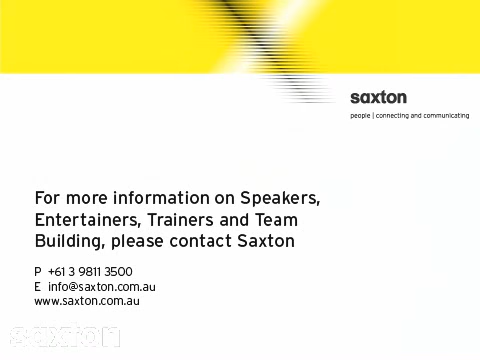 saxton
people | connecting and communicating
For more information on Speakers,
Entertainers, Trainers and Team
Building, please contact Saxton
P +61 3 9811 3500
E info@saxton.com.au
www.saxton.com.au
saxton